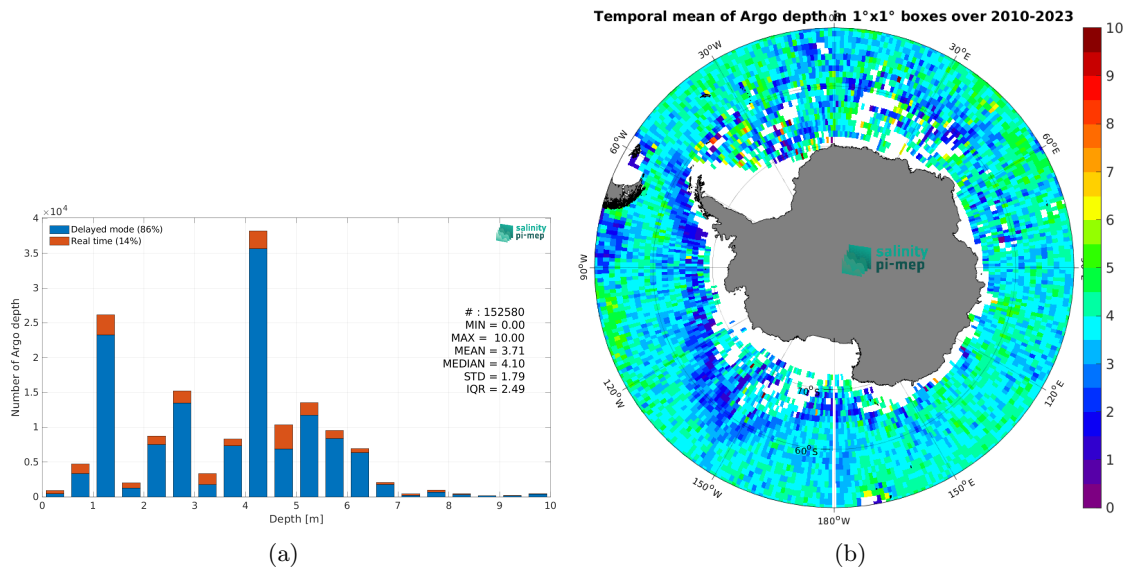 Temporal mean of Argo depth in 1°x1° boxes over 2010-2023
×10⁴
4
3.5
3
2.5
2
1.5
1
0.5
0
Number of Argo depth
Delayed mode (86%)
Real time (14%)
salinity
pi-mep
# : 152580
MIN = 0.00
MAX = 10.00
MEAN = 3.71
MEDIAN = 4.10
STD = 1.79
IQR = 2.49
0 1 2 3 4 5 6 7 8 9 10
Depth [m]
(a)
30°W
30°E
60°W
60°E
90°W
salinity
pi-mep
120°W
120°E
70°S
60°S
150°W
150°E
180°W
10
9
8
7
6
5
4
3
2
1
0
(b)